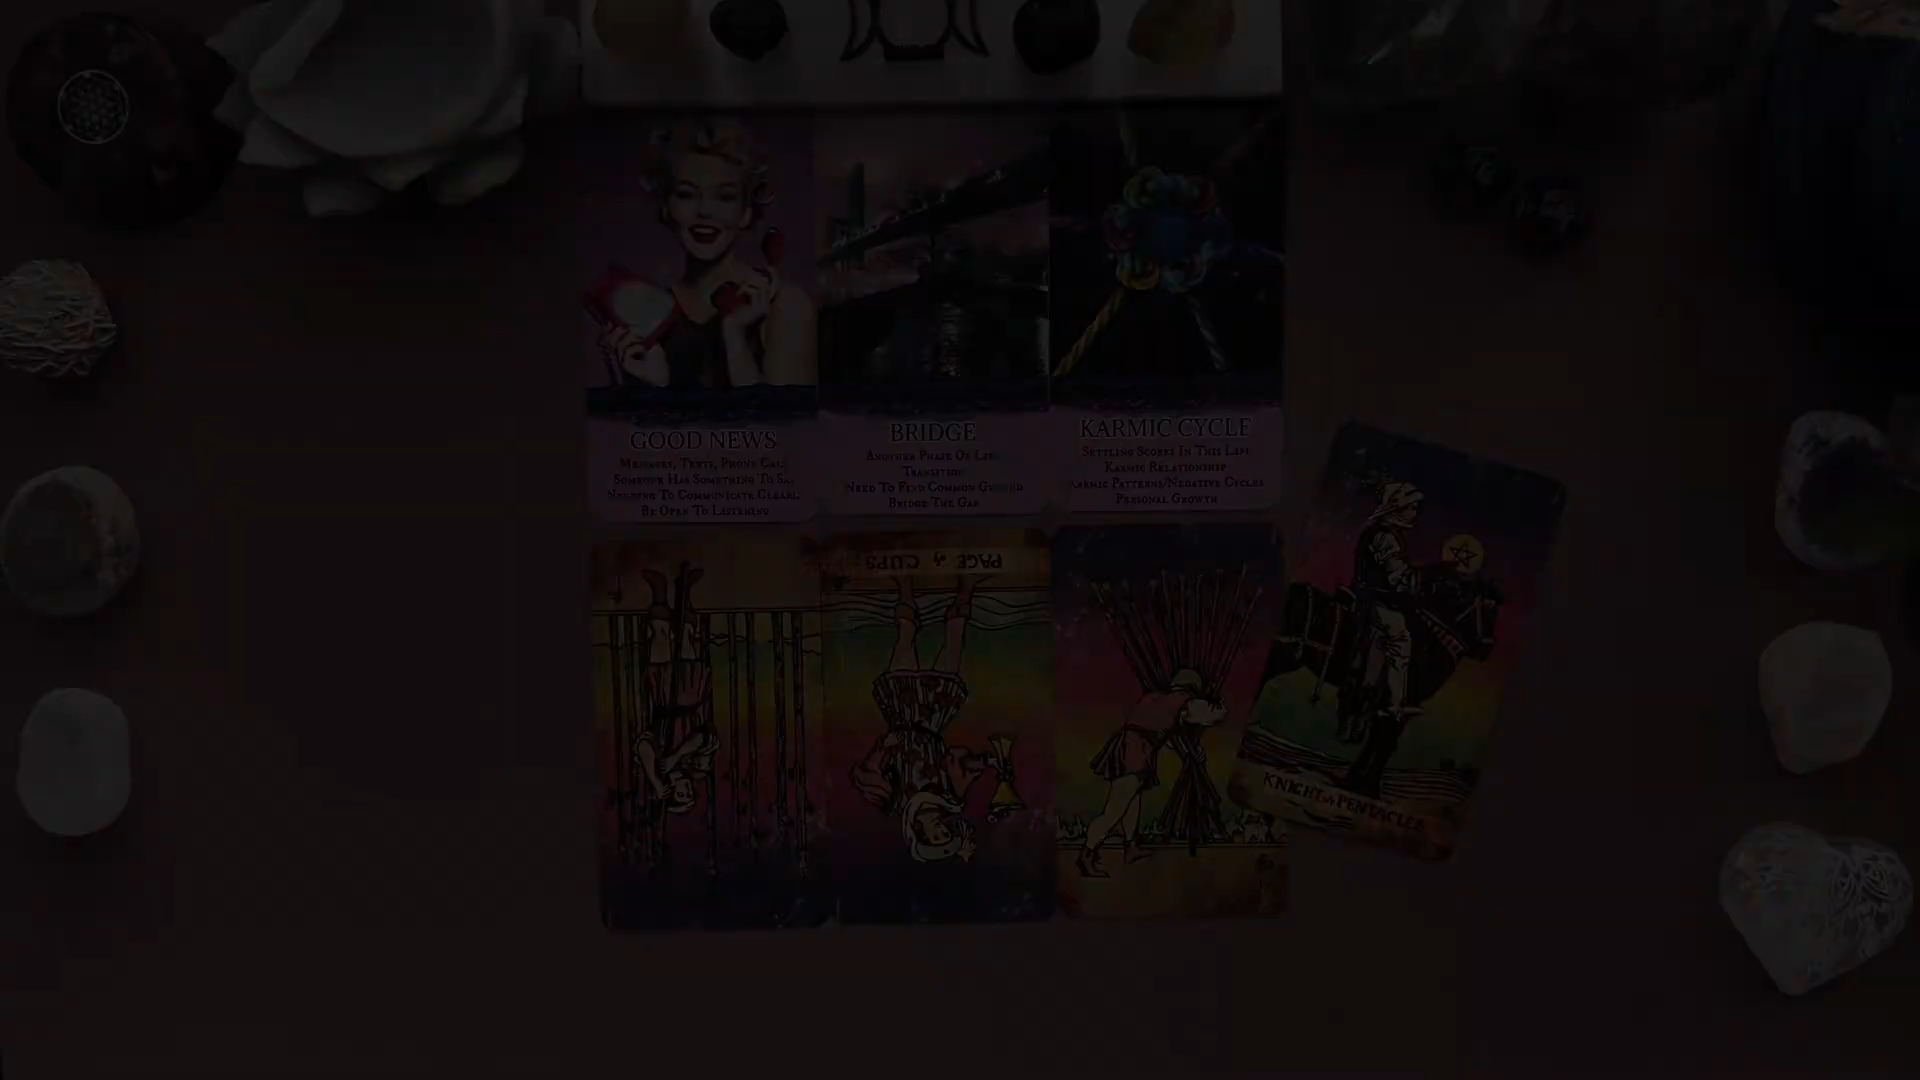 GOOD NEWS
Messages, Texts, Phone Call
Someone Has Something To Say
Needing To Communicate Clearly
Be Open To Listening
BRIDGE
Another Phase Of Life
Transition
Need To Find Common Ground
Bridge The Gap
KARMIC CYCLE
Settling Scores In This Life
Karmic Relationship
Karmic Patterns/Negative Cycles
Personal Growth
PAGE of CUPS
KNIGHT of PENTACLES